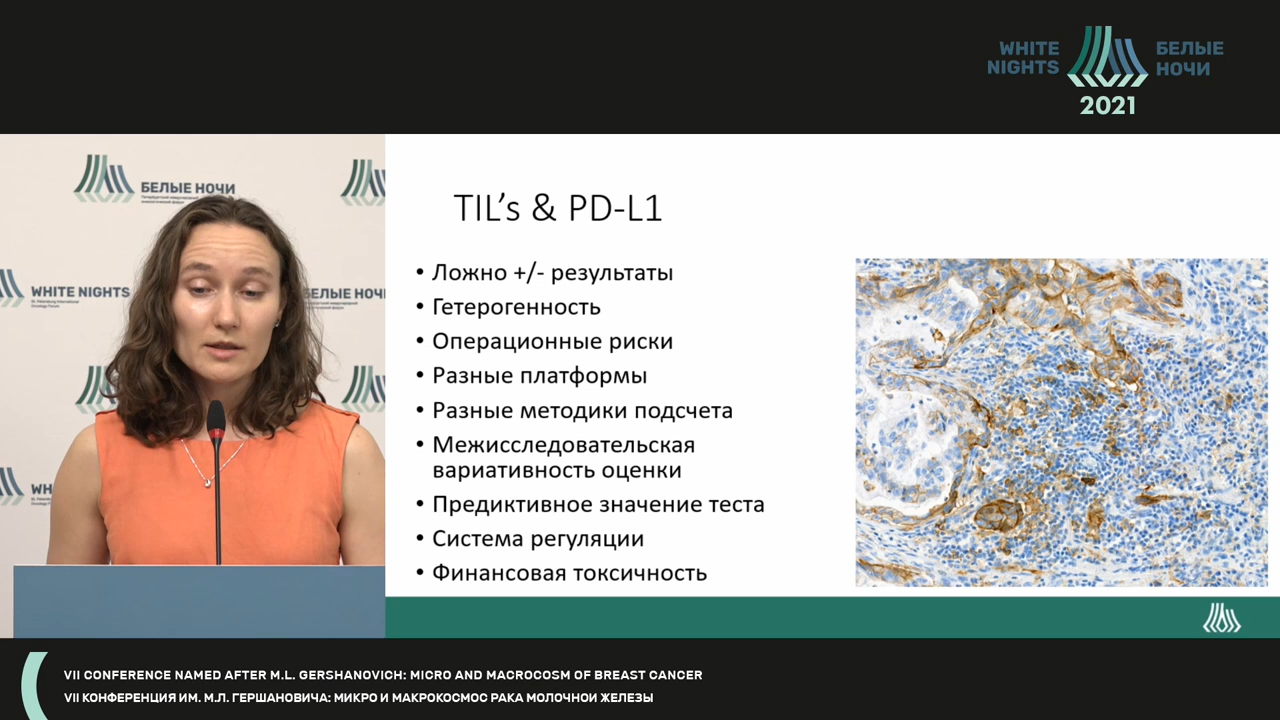 WHITE
NIGHTS
БЕЛЫЕ
НОЧИ
2021
БЕЛЫЕ НОЧИ
WHITE NIGHTS
БЕЛЫЕ НОЧИ
WH
TIL’s & PD-L1
• Ложно +/- результаты
• Гетерогенность
• Операционные риски
• Разные платформы
• Разные методики подсчета
• Межисследовательская
вариативность оценки
• Предиктивное значение теста
• Система регуляции
• Финансовая токсичность
VII CONFERENCE NAMED AFTER M.L. GERSHANOVICH: MICRO AND MACROCOSM OF BREAST CANCER
VII КОНФЕРЕНЦИЯ ИМ. М.Л. ГЕРШАНОВИЧА: МИКРО И МАКРОКОСМОС РАКА МОЛОЧНОЙ ЖЕЛЕЗЫ